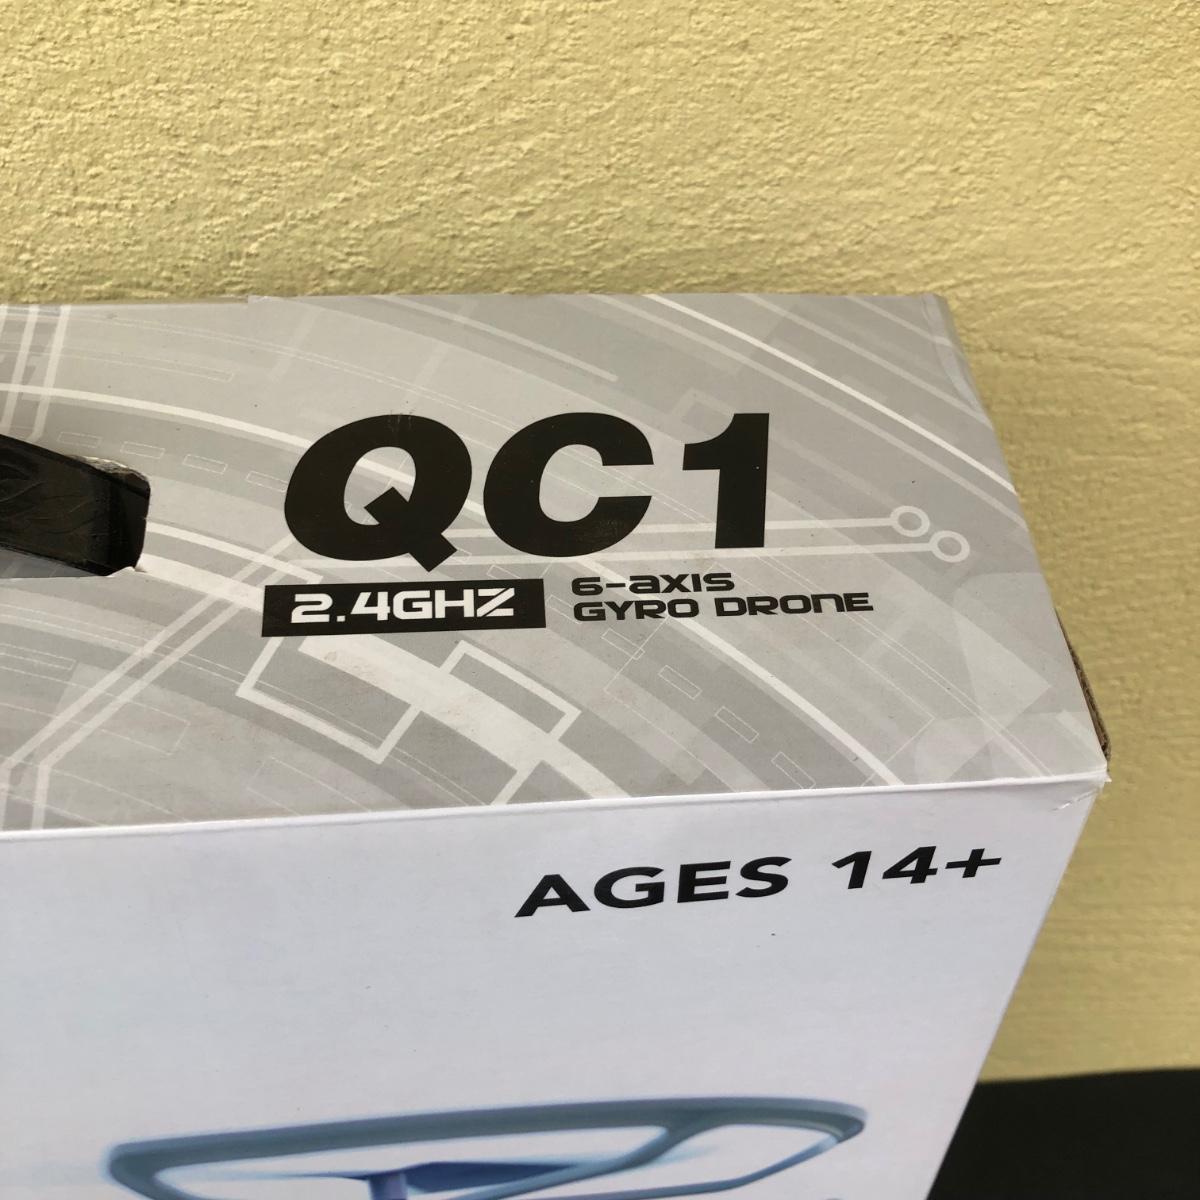 QC1
2.4GHZ
6-axis
GYRO DRONE
AGES 14+